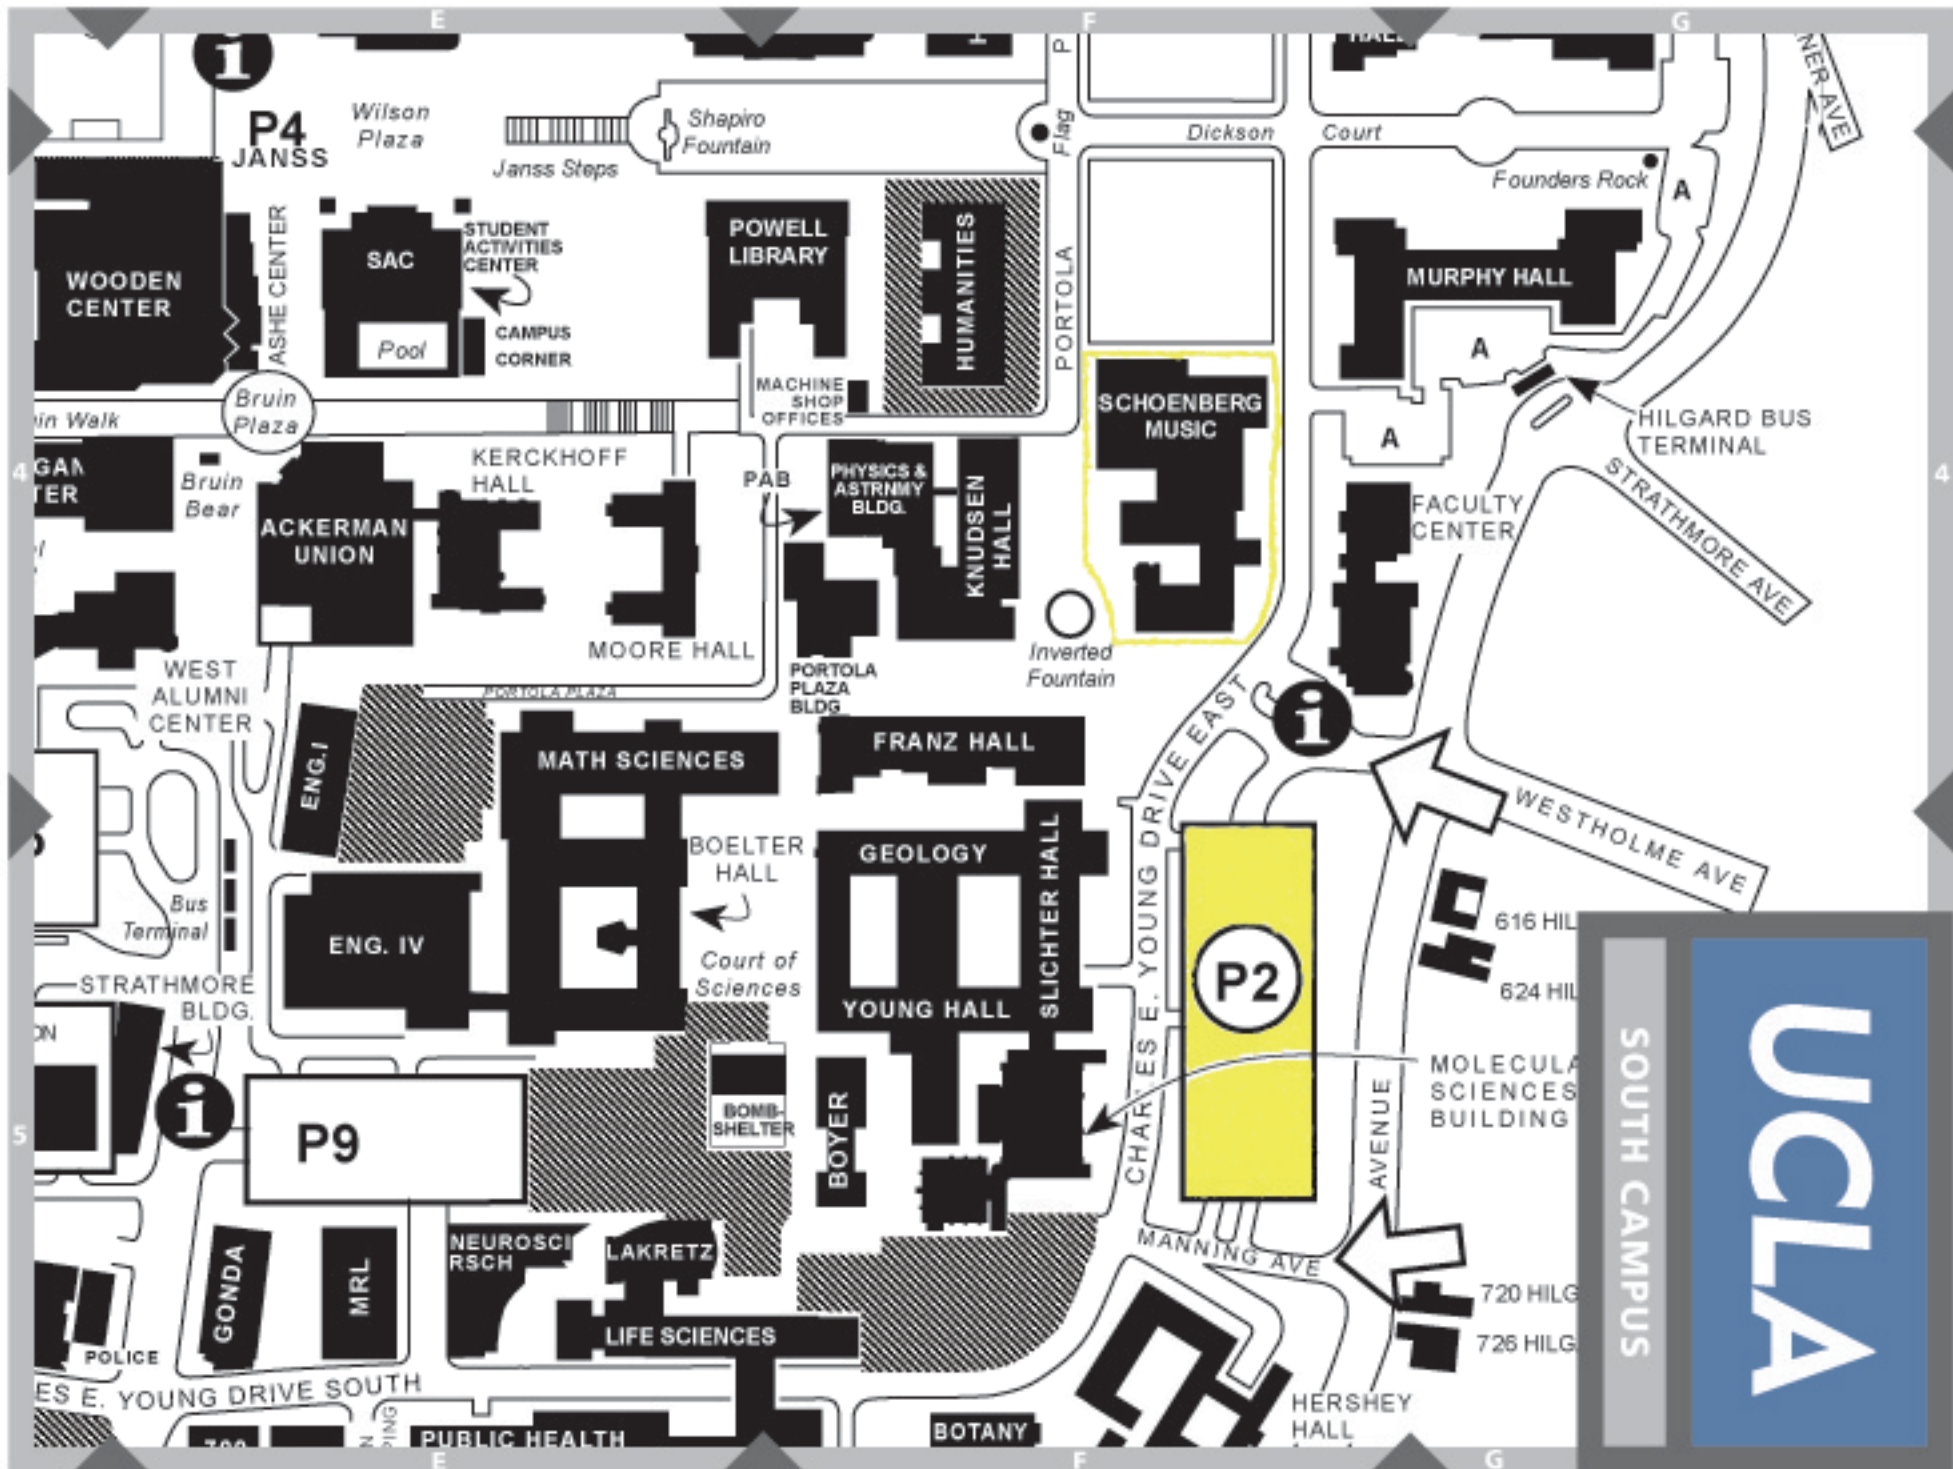 E
F
G
P4
JANSS
Wilson
Plaza
Janss Steps
Shapiro
Fountain
Flag
P
Dickson Court
Founders Rock
A
NER AVE
WOODEN
CENTER
ASHE CENTER
SAC
Pool
STUDENT
ACTIVITIES
CENTER
CAMPUS
CORNER
POWELL
LIBRARY
HUMANITIES
PORTOLA
MURPHY HALL
A
A
HILGARD BUS
TERMINAL
STRATHMORE AVE
MACHINE
SHOP
OFFICES
SCHOENBERG
MUSIC
in Walk
Bruin
Plaza
4
4
Bruin
Bear
ACKERMAN
UNION
KERCKHOFF
HALL
MOORE HALL
PAB
PHYSICS &
ASTRNMY
BLDG.
KNUDSEN
HALL
FACULTY
CENTER
Inverted
Fountain
PORTOLA
PLAZA
BLDG
PORTOLA PLAZA
WEST
ALUMNI
CENTER
ENG. I
MATH SCIENCES
FRANZ HALL
i
i
i
WESTHOLME AVE
BOELTER
HALL
GEOLOGY
SLICHTER HALL
YOUNG HALL
CHARLES E. YOUNG DRIVE EAST
P2
616 HIL
624 HIL
Bus
Terminal
ENG. IV
Court of
Sciences
STRATHMORE
BLDG.
ON
MOLECULA
SCIENCES
BUILDING
AVENUE
5
P9
BOMB-
SHELTER
BOYER
MANNING AVE
GONDA
MRL
NEUROSCI
RSCH
LAKRETZ
LIFE SCIENCES
720 HILG
726 HILG
POLICE
ES E. YOUNG DRIVE SOUTH
PUBLIC HEALTH
BOTANY
HERSHEY
HALL
UCLA
SOUTH CAMPUS
E
F
G